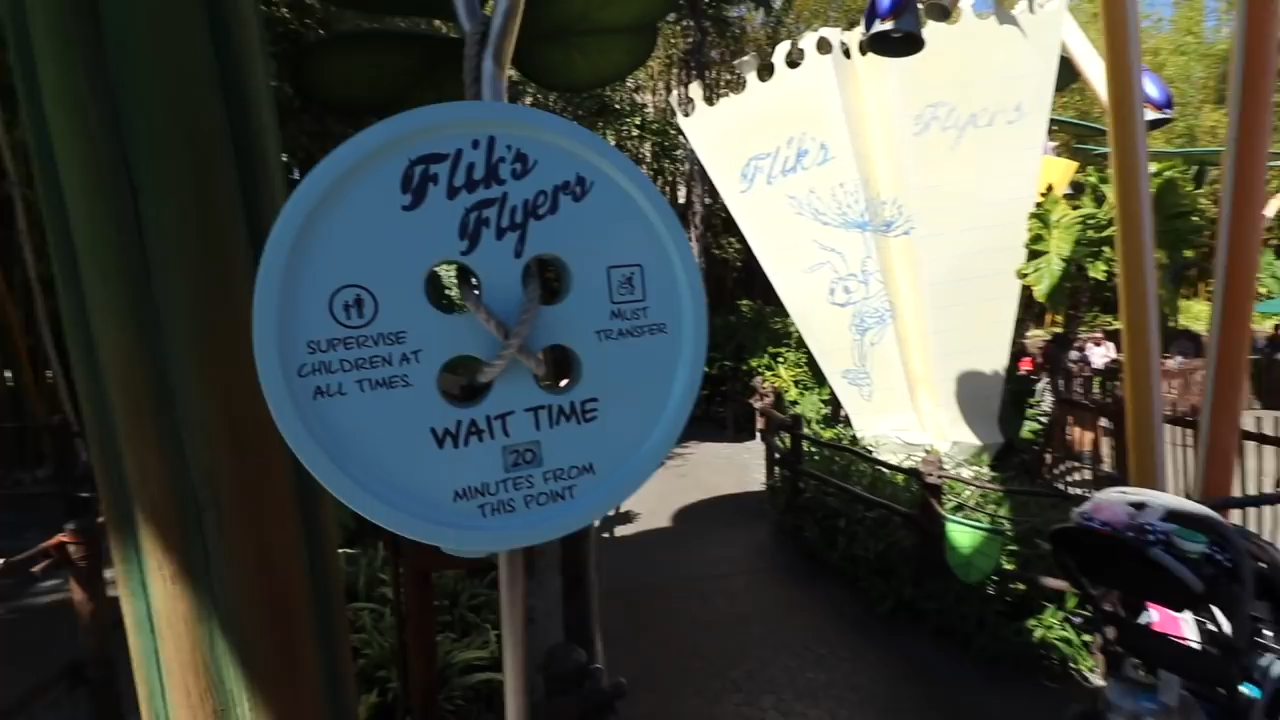 Flik's
Flyers
SUPERVISE
CHILDREN AT
ALL TIMES.
MUST
TRANSFER
WAIT TIME
20
MINUTES FROM
THIS POINT
Flik's
Flyers